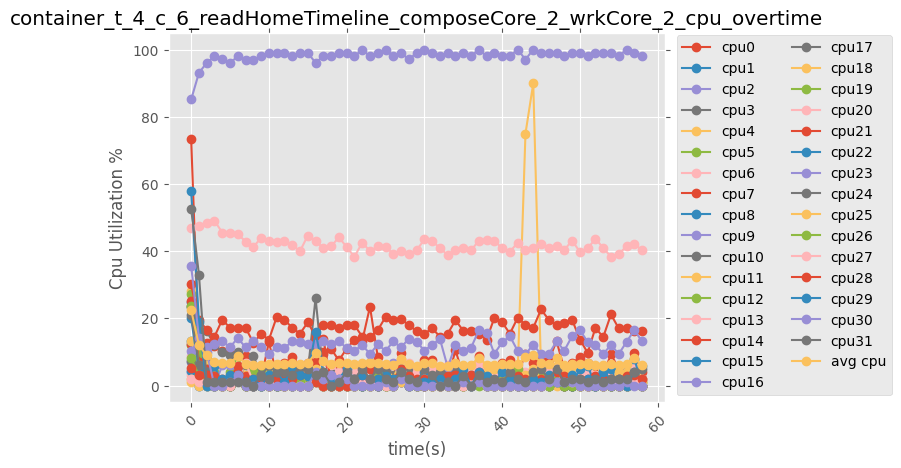 container_t_4_c_6_readHomeTimeline_composeCore_2_wrkCore_2_cpu_overtime
100
80
60
40
20
0
Cpu Utilization %
0
10
20
30
40
50
60
time(s)
cpu0
cpu1
cpu2
cpu3
cpu4
cpu5
cpu6
cpu7
cpu8
cpu9
cpu10
cpu11
cpu12
cpu13
cpu14
cpu15
cpu16
cpu17
cpu18
cpu19
cpu20
cpu21
cpu22
cpu23
cpu24
cpu25
cpu26
cpu27
cpu28
cpu29
cpu30
cpu31
avg cpu